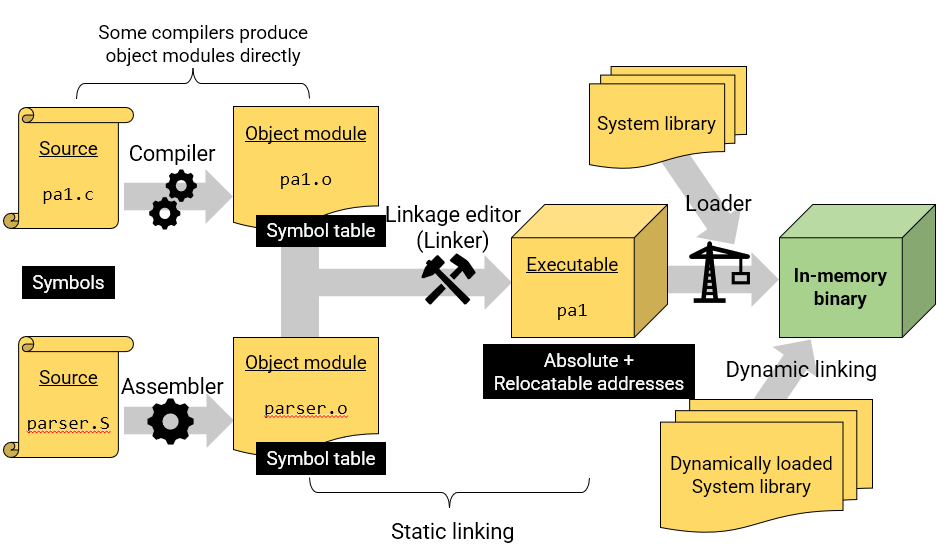 Some compilers produce
object modules directly
Source
pa1.c
Compiler
Object module
pa1.o
Symbol table
System library
Linkage editor
(Linker)
Loader
Symbols
Executable
pa1
In-memory
binary
Absolute +
Relocatable addresses
Source
parser.S
Assembler
Object module
parser.o
Symbol table
Dynamic linking
Dynamically loaded
System library
Static linking